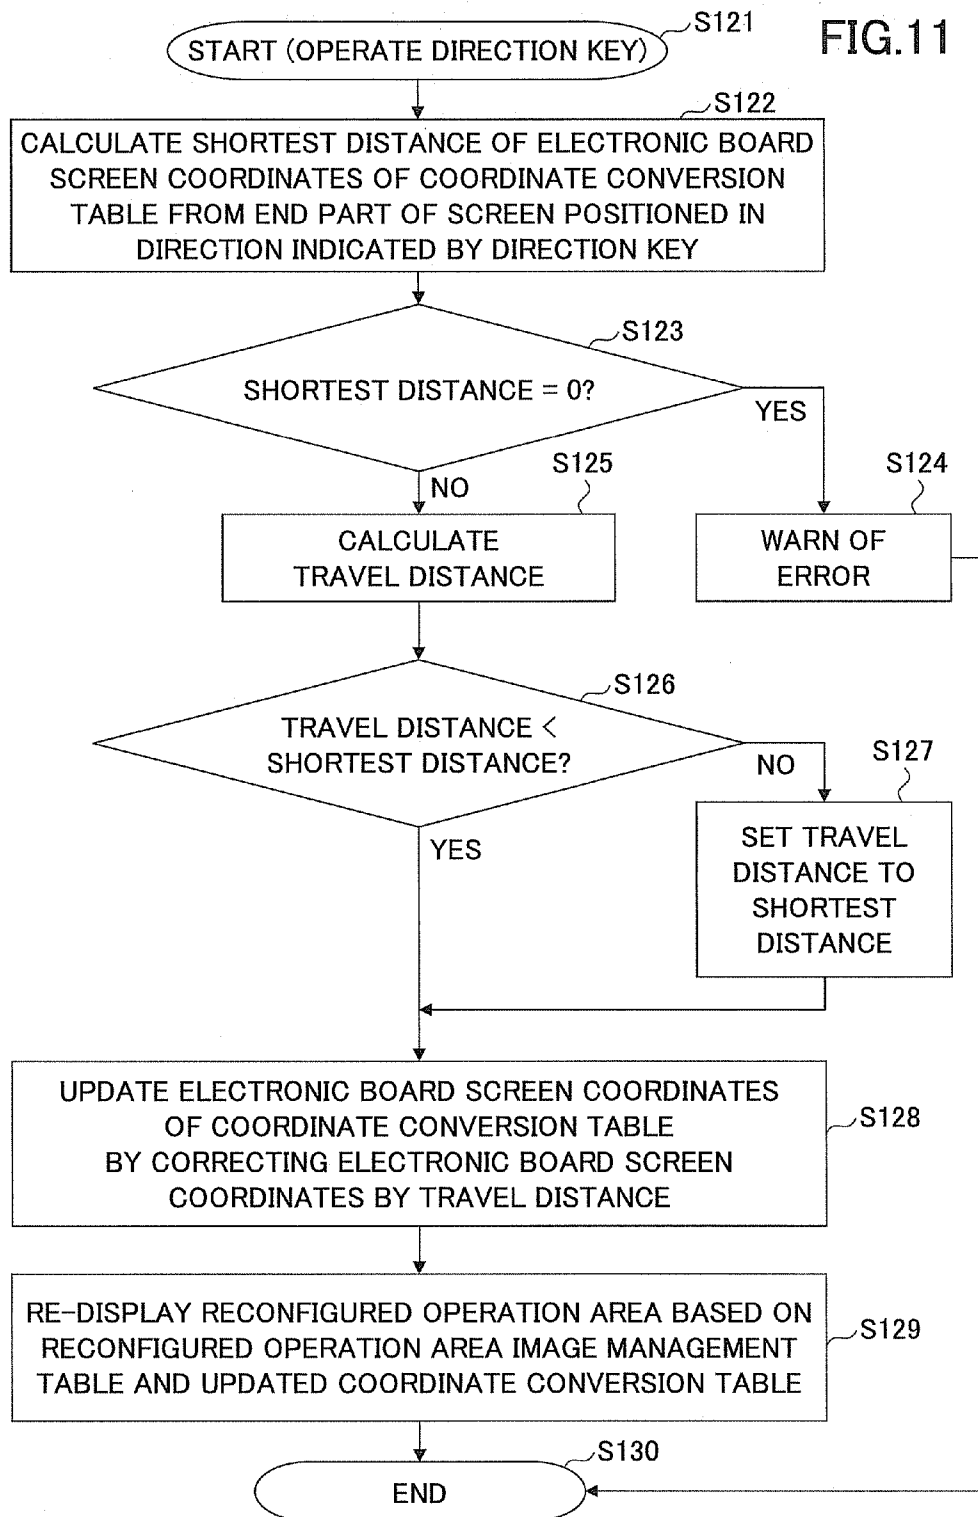 FIG.11
START (OPERATE DIRECTION KEY)
S121
S122
CALCULATE SHORTEST DISTANCE OF ELECTRONIC BOARD
SCREEN COORDINATES OF COORDINATE CONVERSION
TABLE FROM END PART OF SCREEN POSITIONED IN
DIRECTION INDICATED BY DIRECTION KEY
S123
SHORTEST DISTANCE = 0?
YES
NO
S125
S124
CALCULATE
TRAVEL DISTANCE
WARN OF
ERROR
S126
TRAVEL DISTANCE <
SHORTEST DISTANCE?
NO
YES
S127
SET TRAVEL
DISTANCE TO
SHORTEST
DISTANCE
UPDATE ELECTRONIC BOARD SCREEN COORDINATES
OF COORDINATE CONVERSION TABLE
BY CORRECTING ELECTRONIC BOARD SCREEN
COORDINATES BY TRAVEL DISTANCE
S128
RE-DISPLAY RECONFIGURED OPERATION AREA BASED ON
RECONFIGURED OPERATION AREA IMAGE MANAGEMENT
TABLE AND UPDATED COORDINATE CONVERSION TABLE
S129
S130
END